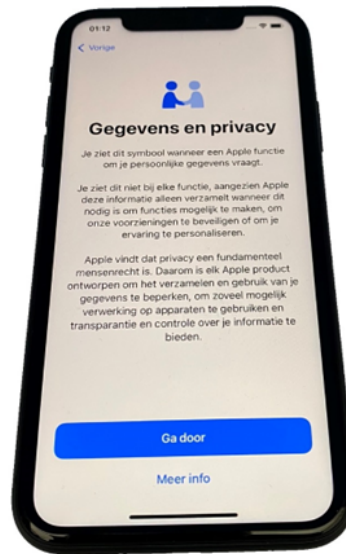 01:12
< Vorige
Gegevens en privacy
Je ziet dit symbool wanneer een Apple functie
om je persoonlijke gegevens vraagt.
Je ziet dit niet bij elke functie, aangezien Apple
deze informatie alleen verzamelt wanneer dit
nodig is om functies mogelijk te maken, om
onze voorzieningen te beveiligen of om je
ervaring te personaliseren.
Apple vindt dat privacy een fundamenteel
mensenrecht is. Daarom is elk Apple product
ontworpen om het verzamelen en gebruik van je
gegevens te beperken, om zoveel mogelijk
verwerking op apparaten te gebruiken en
transparantie en controle over je informatie te
bieden.
Ga door
Meer info